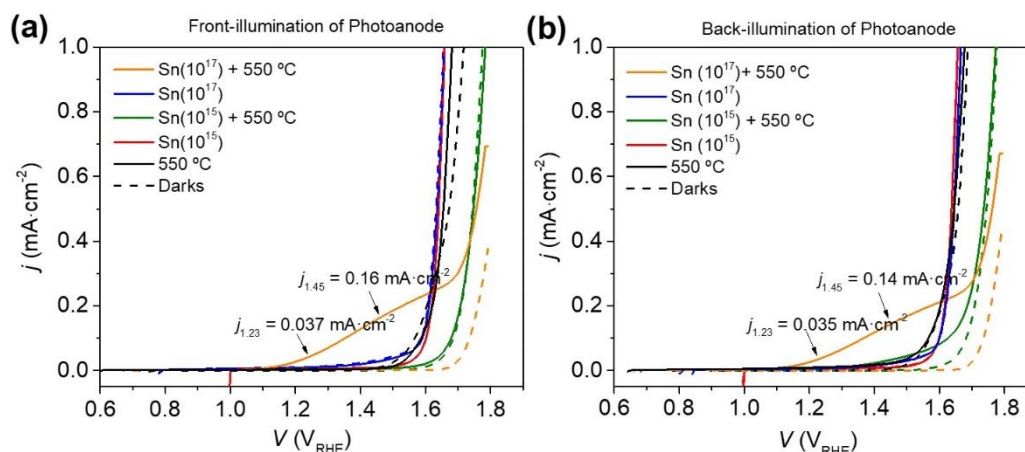 (a)
Front-illumination of Photoanode
1.0
0.8
0.6
0.4
0.2
0.0
j (mA·cm⁻²)
Sn(10¹⁷) + 550 ºC
Sn(10¹⁷)
Sn(10¹⁵) + 550 ºC
Sn(10¹⁵)
550 ºC
Darks
j₁.₄₅ = 0.16 mA·cm⁻²
j₁.₂₃ = 0.037 mA·cm⁻²
0.6 0.8 1.0 1.2 1.4 1.6 1.8
V (V_RHE)
(b)
Back-illumination of Photoanode
1.0
0.8
0.6
0.4
0.2
0.0
j (mA·cm⁻²)
Sn (10¹⁷)+ 550 ºC
Sn (10¹⁷)
Sn (10¹⁵) + 550 ºC
Sn (10¹⁵)
550 ºC
Darks
j₁.₄₅ = 0.14 mA·cm⁻²
j₁.₂₃ = 0.035 mA·cm⁻²
0.6 0.8 1.0 1.2 1.4 1.6 1.8
V (V_RHE)